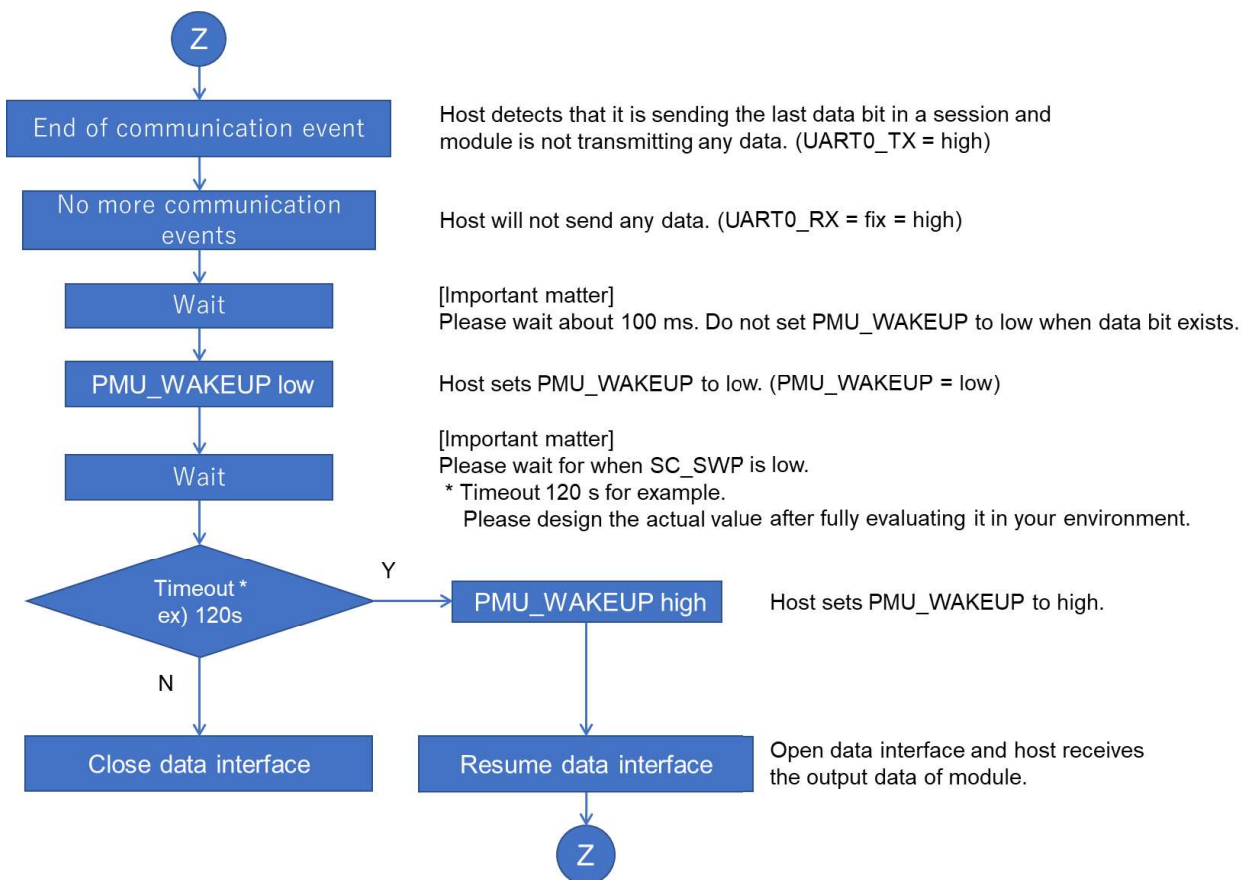 Z
End of communication event
Host detects that it is sending the last data bit in a session and
module is not transmitting any data. (UART0_TX = high)
No more communication
events
Host will not send any data. (UART0_RX = fix = high)
Wait
[Important matter]
Please wait about 100 ms. Do not set PMU_WAKEUP to low when data bit exists.
PMU_WAKEUP low
Host sets PMU_WAKEUP to low. (PMU_WAKEUP = low)
Wait
[Important matter]
Please wait for when SC_SWP is low.
* Timeout 120 s for example.
Please design the actual value after fully evaluating it in your environment.
Timeout *
ex) 120s
Y
PMU_WAKEUP high
Host sets PMU_WAKEUP to high.
N
Close data interface
Resume data interface
Open data interface and host receives
the output data of module.
Z